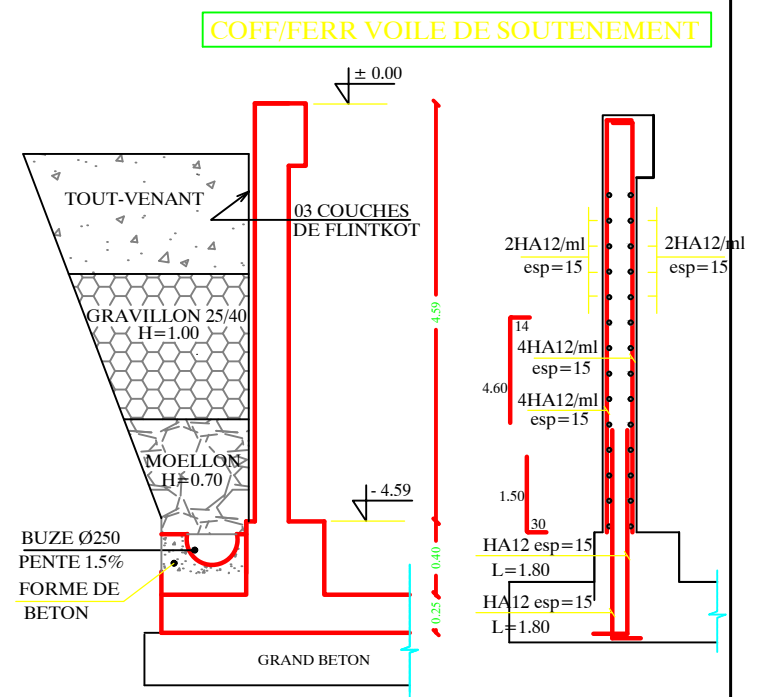 COFF/FERR VOILE DE SOUTENEMENT
± 0.00
TOUT-VENANT
03 COUCHES
DE FLINTKOT
GRAVILLON 25/40
H=1.00
4.59
MOELLON
H=0.70
- 4.59
BUZE Ø250
PENTE 1.5%
FORME DE
BETON
0.40
0.25
GRAND BETON
2HA12/ml
esp=15
2HA12/ml
esp=15
14
4.60
4HA12/ml
esp=15
4HA12/ml
esp=15
1.50
30
HA12 esp=15
L=1.80
HA12 esp=15
L=1.80